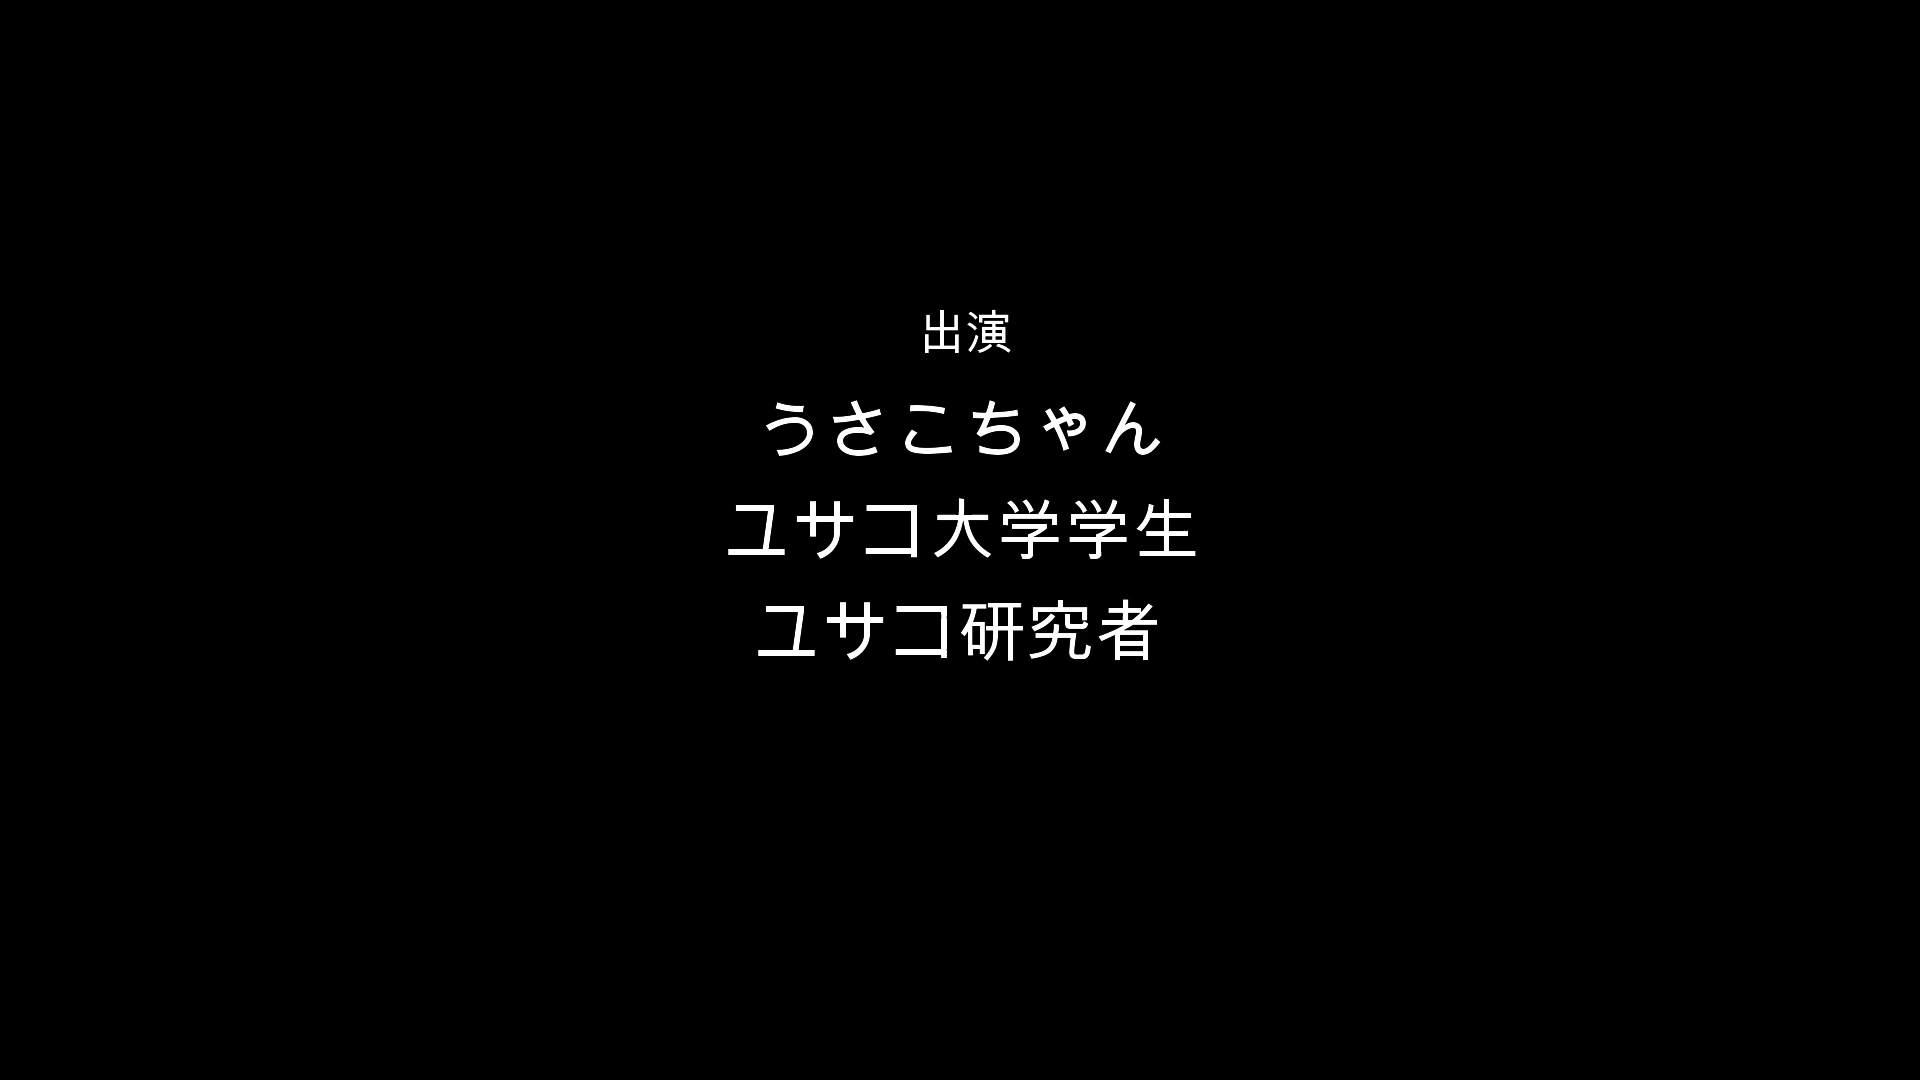 出演
うさこちゃん
ユサコ大学学生
ユサコ研究者